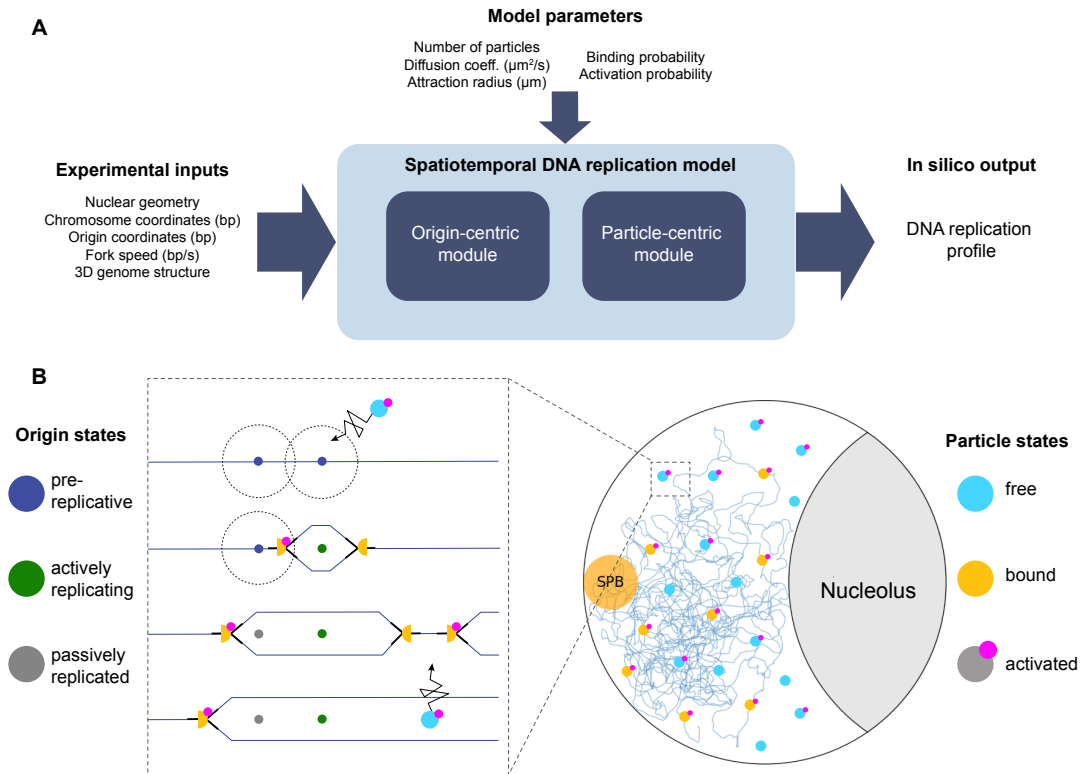 A
Model parameters
Number of particles
Diffusion coeff. (µm²/s)
Attraction radius (µm)
Binding probability
Activation probability
Experimental inputs
Nuclear geometry
Chromosome coordinates (bp)
Origin coordinates (bp)
Fork speed (bp/s)
3D genome structure
Spatiotemporal DNA replication model
Origin-centric
module
Particle-centric
module
In silico output
DNA replication
profile
B
Origin states
pre-
replicative
actively
replicating
passively
replicated
SPB
Nucleolus
Particle states
free
bound
activated